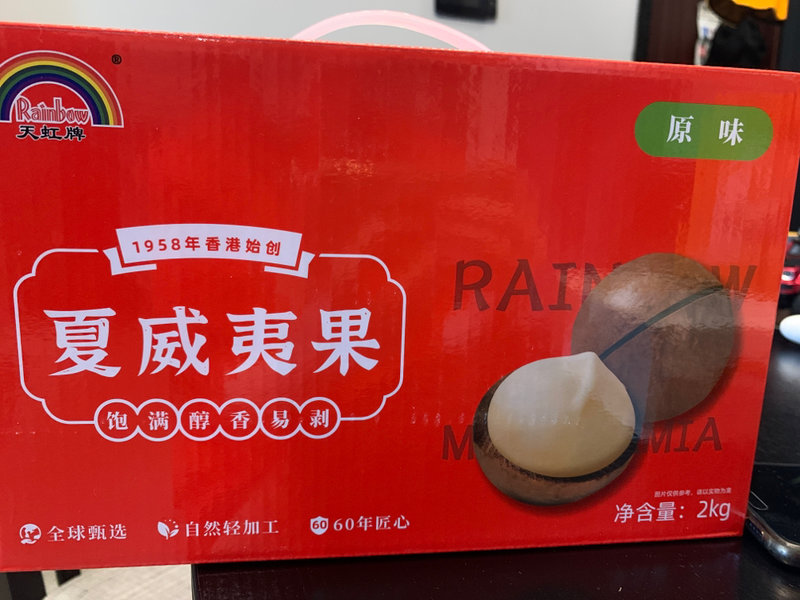 Rainbow
®
天虹牌
原味
1958年香港始创
夏威夷果
饱满醇香易剥
RAINBOW
M MIA
图片仅供参考，请以实物为准
净含量：2kg
全球甄选
自然轻加工
60
60年匠心